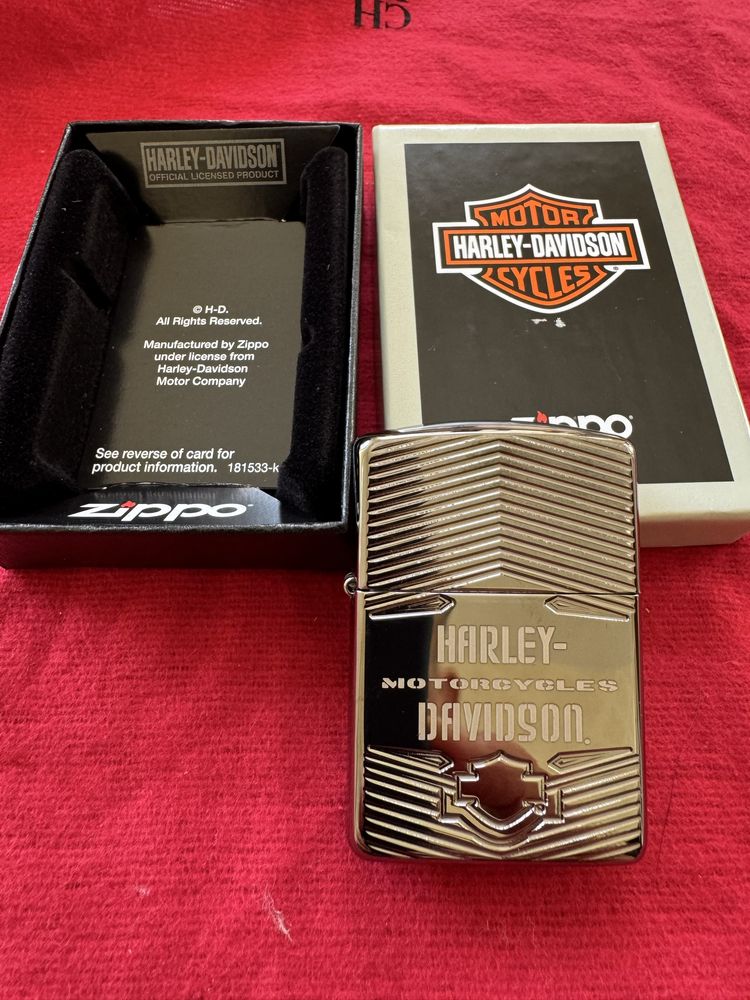 HARLEY-DAVIDSON
OFFICIAL LICENSED PRODUCT
© H-D.
All Rights Reserved.
Manufactured by Zippo
under license from
Harley-Davidson
Motor Company
See reverse of card for
product information. 181533-k
zippo
MOTOR
HARLEY-DAVIDSON
CYCLES
zippo
HARLEY-
MOTORCYCLES
DAVIDSON.